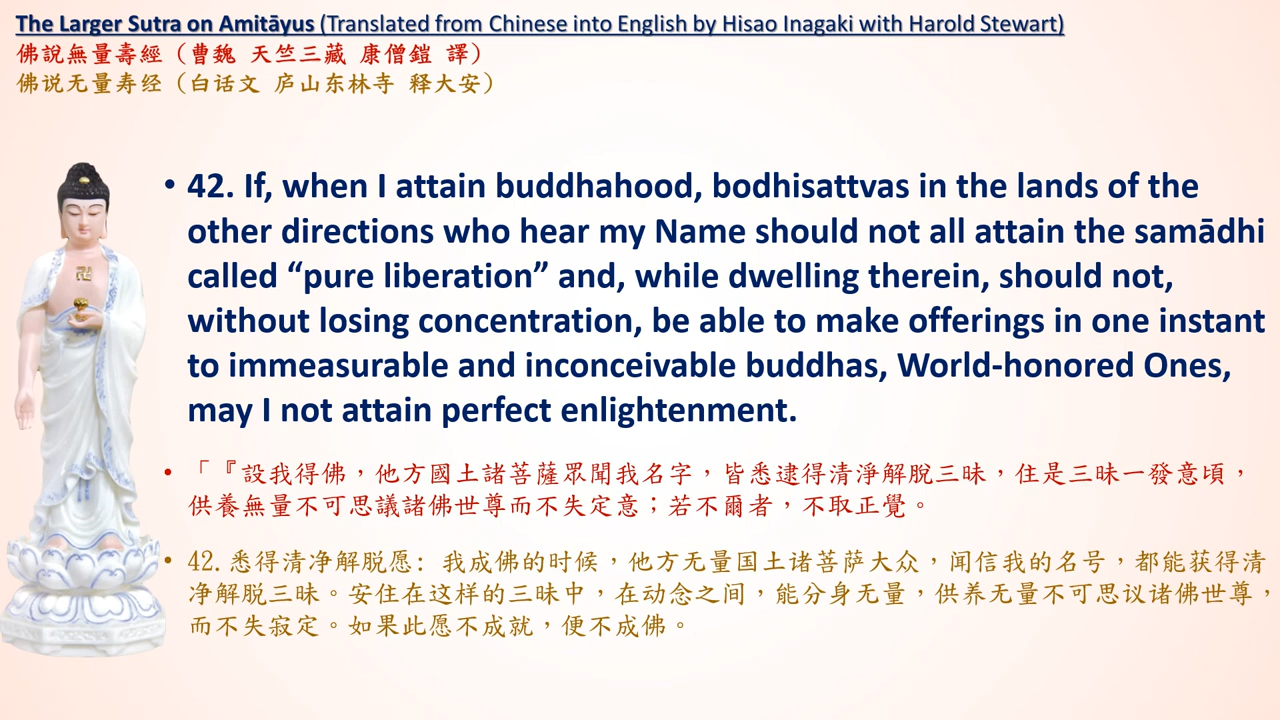 The Larger Sutra on Amitāyus (Translated from Chinese into English by Hisao Inagaki with Harold Stewart)
佛說無量壽經（曹魏 天竺三藏 康僧鎧 譯）
佛说无量寿经（白话文 庐山东林寺 释大安）
• 42. If, when I attain buddhahood, bodhisattvas in the lands of the
other directions who hear my Name should not all attain the samādhi
called “pure liberation” and, while dwelling therein, should not,
without losing concentration, be able to make offerings in one instant
to immeasurable and inconceivable buddhas, World-honored Ones,
may I not attain perfect enlightenment.
• 「『設我得佛，他方國土諸菩薩眾聞我名字，皆悉逮得清淨解脫三昧，住是三昧一發意頃，
供養無量不可思議諸佛世尊而不失定意；若不爾者，不取正覺。
• 42.悉得清净解脱愿: 我成佛的时候，他方无量国土诸菩萨大众，闻信我的名号，都能获得清
净解脱三昧。安住在这样的三昧中，在动念之间，能分身无量，供养无量不可思议诸佛世尊，
而不失寂定。如果此愿不成就，便不成佛。
卍